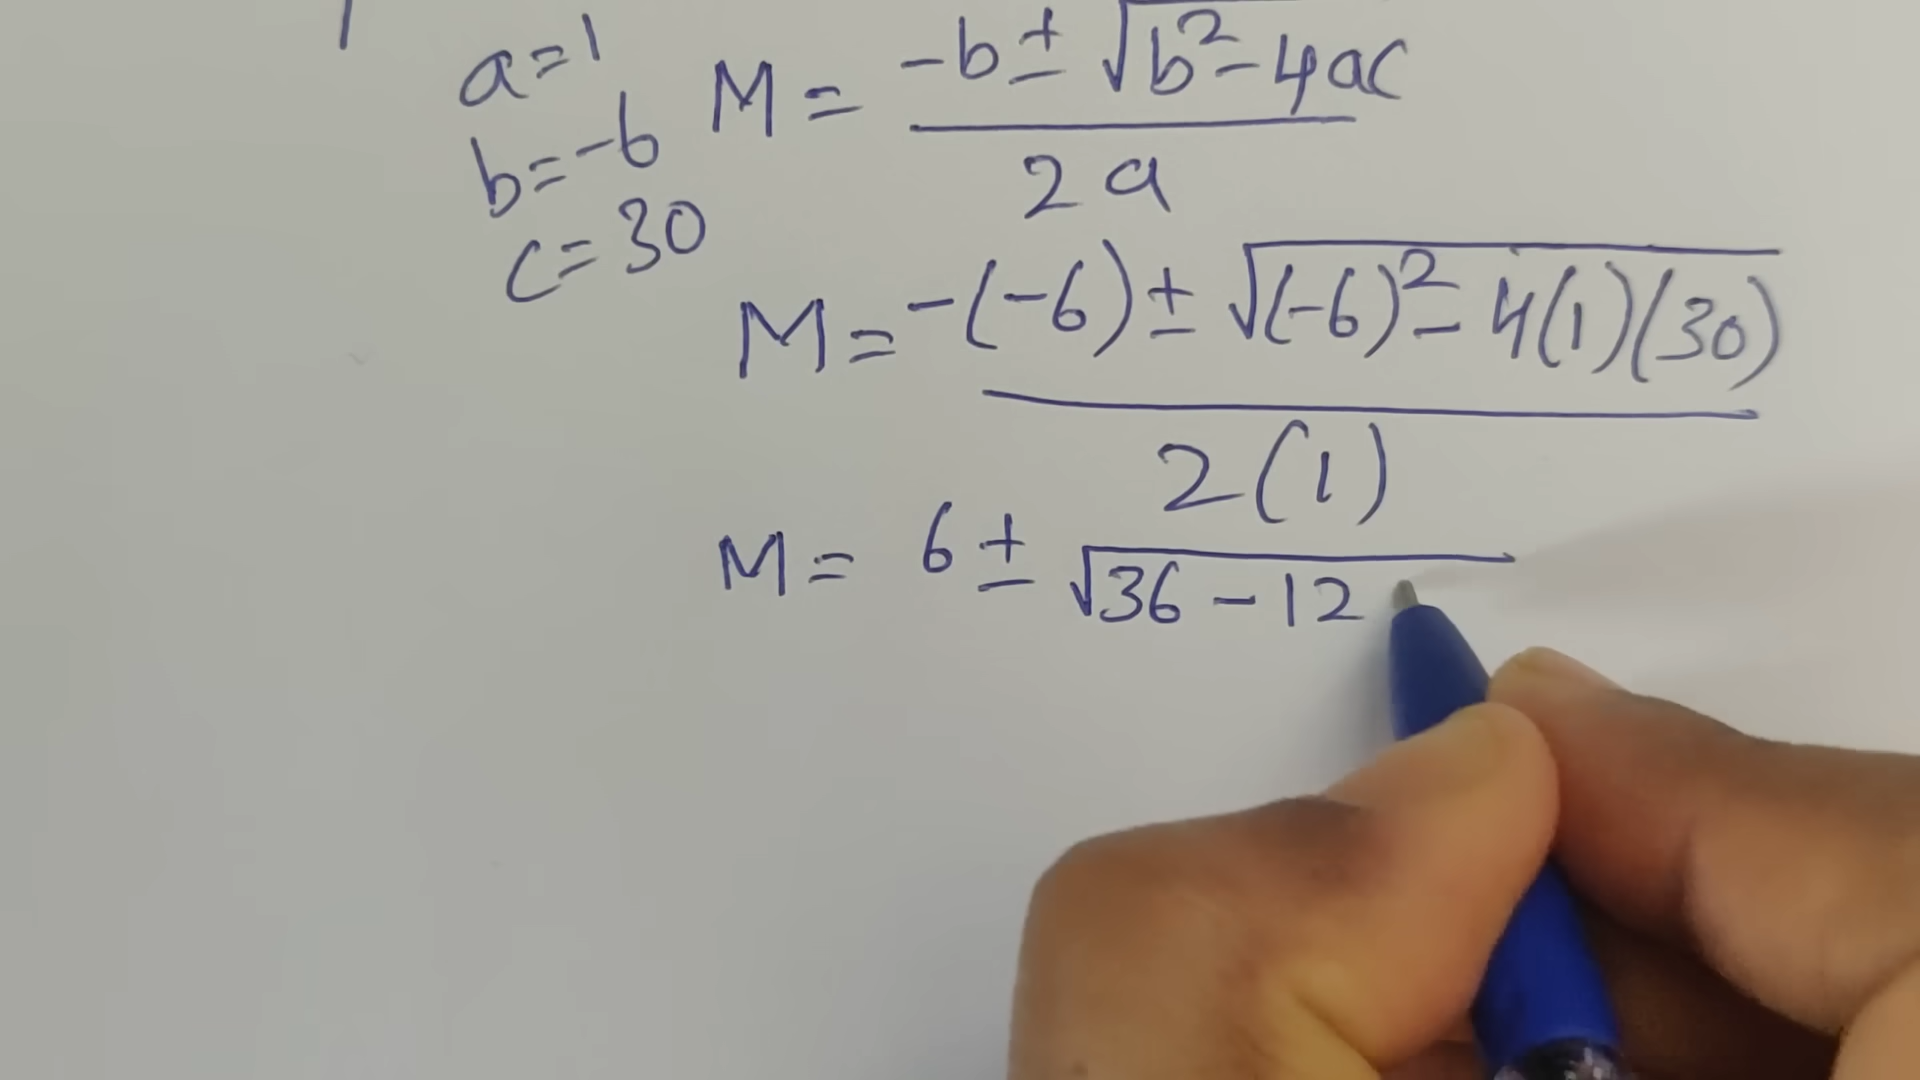 a=1
b=-6
c=30
M = -b ± √b²-4ac
2a
M = -(-6) ± √(-6)² - 4(1)(30)
2(1)
M = 6 ± √36 - 12